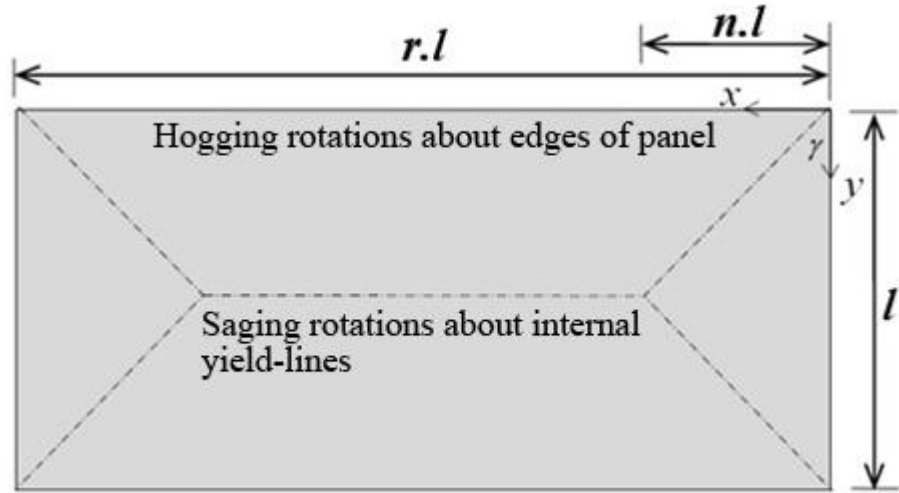 n.l
r.l
x
Hogging rotations about edges of panel
γ
y
l
Saging rotations about internal
yield-lines